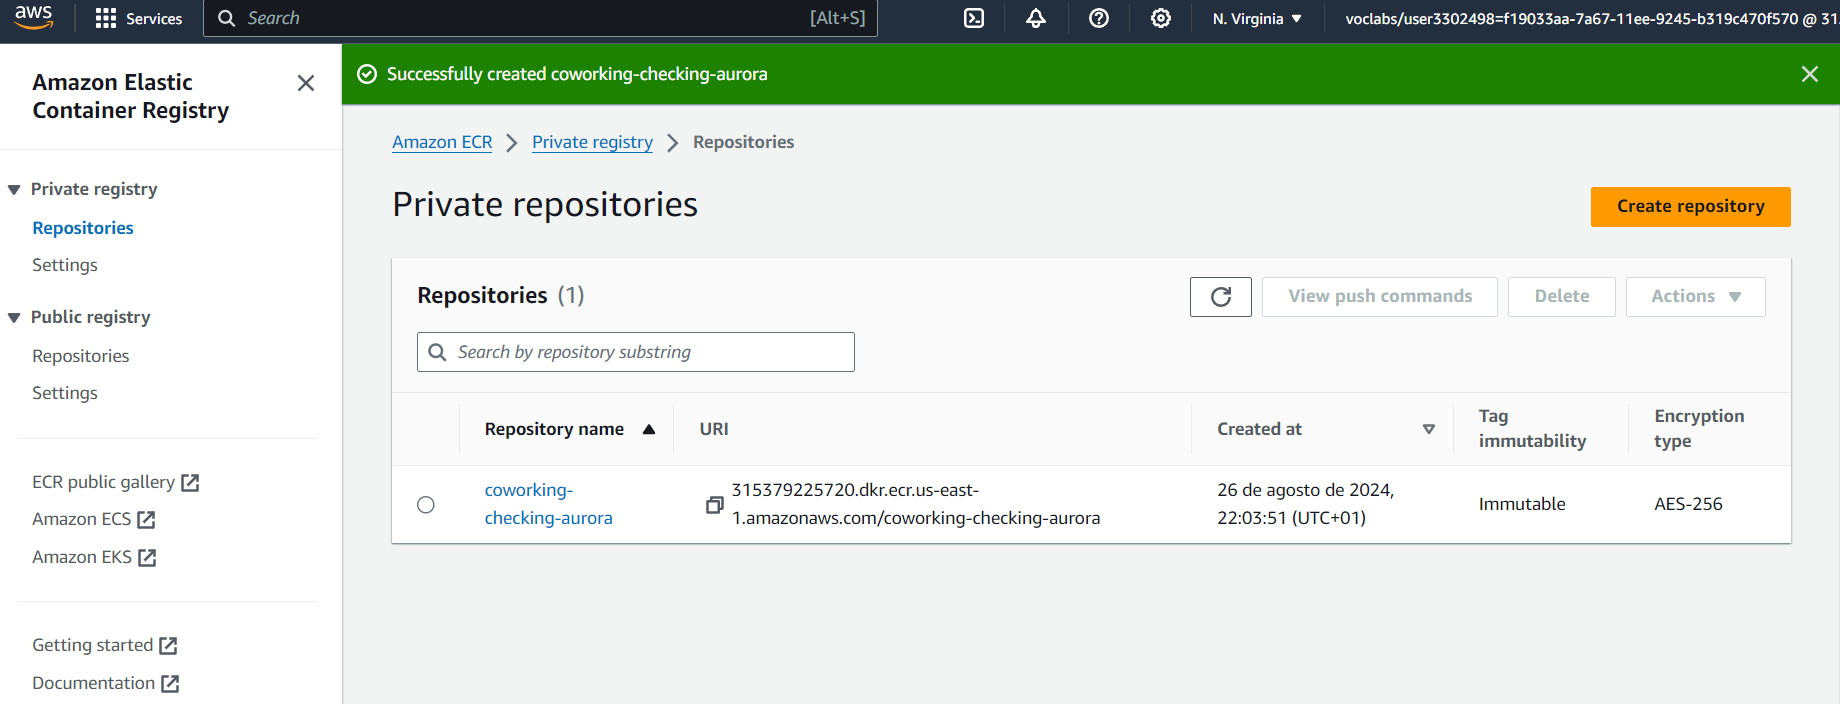 aws
Services
Search
[Alt+S]
N. Virginia
voclabs/user3302498=f19033aa-7a67-11ee-9245-b319c470f570 @ 31
Amazon Elastic
Container Registry
Private registry
Repositories
Settings
Public registry
Repositories
Settings
ECR public gallery
Amazon ECS
Amazon EKS
Getting started
Documentation
Successfully created coworking-checking-aurora
Amazon ECR
Private registry
Repositories
Private repositories
Create repository
Repositories (1)
View push commands
Delete
Actions
Search by repository substring
Repository name
URI
Created at
Tag
immutability
Encryption
type
coworking-
checking-aurora
315379225720.dkr.ecr.us-east-
1.amazonaws.com/coworking-checking-aurora
26 de agosto de 2024,
22:03:51 (UTC+01)
Immutable
AES-256